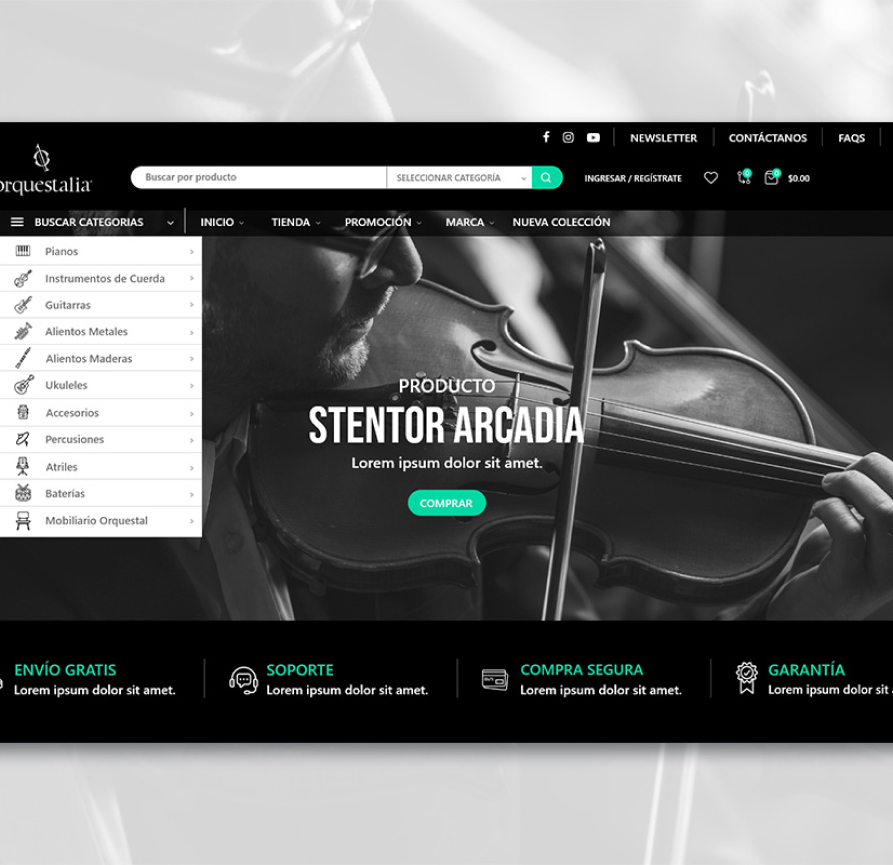 NEWSLETTER
CONTÁCTANOS
FAQS
orquestalia
Buscar por producto
SELECCIONAR CATEGORÍA
INGRESAR / REGÍSTRATE
0
0
$0.00
BUSCAR CATEGORIAS
INICIO
TIENDA
PROMOCIÓN
MARCA
NUEVA COLECCIÓN
Pianos
Instrumentos de Cuerda
Guitarras
Alientos Metales
Alientos Maderas
Ukuleles
Accesorios
Percusiones
Atriles
Baterías
Mobiliario Orquestal
PRODUCTO
STENTOR ARCADIA
Lorem ipsum dolor sit amet.
COMPRAR
ENVÍO GRATIS
Lorem ipsum dolor sit amet.
SOPORTE
Lorem ipsum dolor sit amet.
COMPRA SEGURA
Lorem ipsum dolor sit amet.
GARANTÍA
Lorem ipsum dolor sit